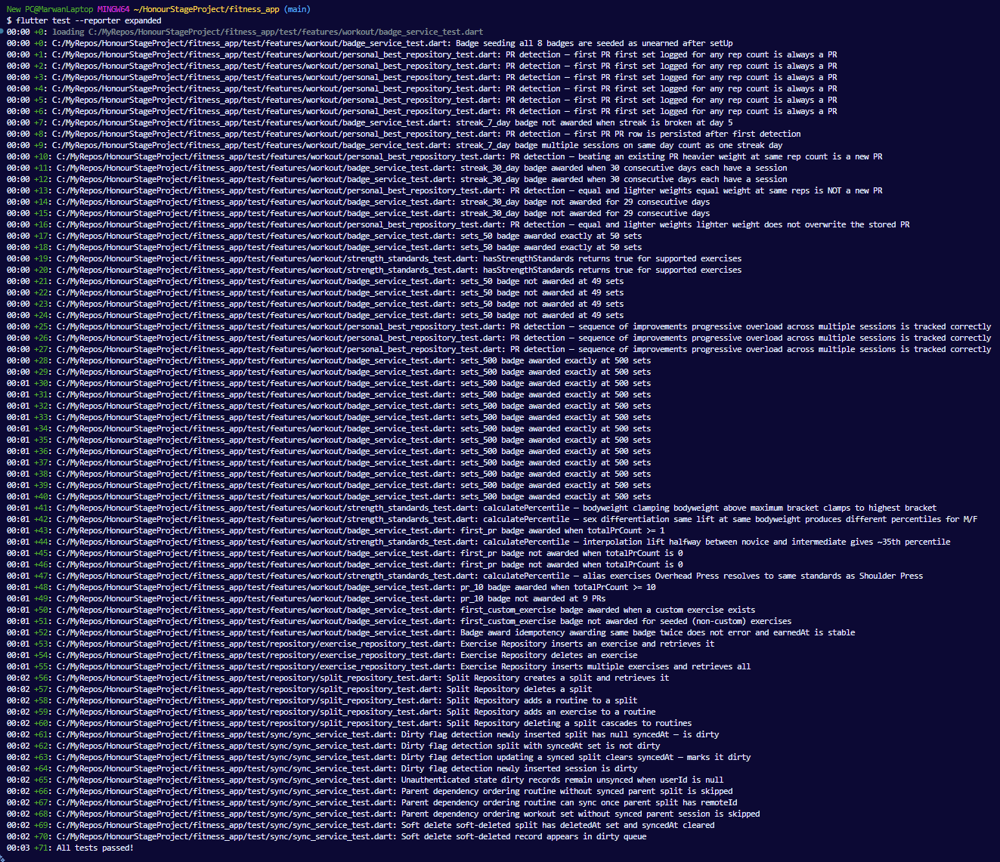 New PC@MarwanLaptop MINGW64 ~/HonourStageProject/fitness_app (main)
$ flutter test --reporter expanded
00:00 +0: loading C:/MyRepos/HonourStageProject/fitness_app/test/features/workout/badge_service_test.dart
00:00 +0: C:/MyRepos/HonourStageProject/fitness_app/test/features/workout/badge_service_test.dart: Badge seeding all 8 badges are seeded as unearned after setUp
00:00 +1: C:/MyRepos/HonourStageProject/fitness_app/test/features/workout/personal_best_repository_test.dart: PR detection — first PR first set logged for any rep count is always a PR
00:00 +2: C:/MyRepos/HonourStageProject/fitness_app/test/features/workout/personal_best_repository_test.dart: PR detection — first PR first set logged for any rep count is always a PR
00:00 +3: C:/MyRepos/HonourStageProject/fitness_app/test/features/workout/personal_best_repository_test.dart: PR detection — first PR first set logged for any rep count is always a PR
00:00 +4: C:/MyRepos/HonourStageProject/fitness_app/test/features/workout/personal_best_repository_test.dart: PR detection — first PR first set logged for any rep count is always a PR
00:00 +5: C:/MyRepos/HonourStageProject/fitness_app/test/features/workout/personal_best_repository_test.dart: PR detection — first PR first set logged for any rep count is always a PR
00:00 +6: C:/MyRepos/HonourStageProject/fitness_app/test/features/workout/personal_best_repository_test.dart: PR detection — first PR first set logged for any rep count is always a PR
00:00 +7: C:/MyRepos/HonourStageProject/fitness_app/test/features/workout/badge_service_test.dart: streak_7_day badge not awarded when streak is broken at day 5
00:00 +8: C:/MyRepos/HonourStageProject/fitness_app/test/features/workout/personal_best_repository_test.dart: PR detection — first PR PR row is persisted after first detection
00:00 +9: C:/MyRepos/HonourStageProject/fitness_app/test/features/workout/badge_service_test.dart: streak_7_day badge multiple sessions on same day count as one streak day
00:00 +10: C:/MyRepos/HonourStageProject/fitness_app/test/features/workout/personal_best_repository_test.dart: PR detection — beating an existing PR heavier weight at same rep count is a new PR
00:00 +11: C:/MyRepos/HonourStageProject/fitness_app/test/features/workout/badge_service_test.dart: streak_30_day badge awarded when 30 consecutive days each have a session
00:00 +12: C:/MyRepos/HonourStageProject/fitness_app/test/features/workout/badge_service_test.dart: streak_30_day badge awarded when 30 consecutive days each have a session
00:00 +13: C:/MyRepos/HonourStageProject/fitness_app/test/features/workout/personal_best_repository_test.dart: PR detection — equal and lighter weights equal weight at same reps is NOT a new PR
00:00 +14: C:/MyRepos/HonourStageProject/fitness_app/test/features/workout/badge_service_test.dart: streak_30_day badge not awarded for 29 consecutive days
00:00 +15: C:/MyRepos/HonourStageProject/fitness_app/test/features/workout/badge_service_test.dart: streak_30_day badge not awarded for 29 consecutive days
00:00 +16: C:/MyRepos/HonourStageProject/fitness_app/test/features/workout/personal_best_repository_test.dart: PR detection — equal and lighter weights lighter weight does not overwrite the stored PR
00:00 +17: C:/MyRepos/HonourStageProject/fitness_app/test/features/workout/badge_service_test.dart: sets_50 badge awarded exactly at 50 sets
00:00 +18: C:/MyRepos/HonourStageProject/fitness_app/test/features/workout/badge_service_test.dart: sets_50 badge awarded exactly at 50 sets
00:00 +19: C:/MyRepos/HonourStageProject/fitness_app/test/features/workout/strength_standards_test.dart: hasStrengthStandards returns true for supported exercises
00:00 +20: C:/MyRepos/HonourStageProject/fitness_app/test/features/workout/strength_standards_test.dart: hasStrengthStandards returns true for supported exercises
00:00 +21: C:/MyRepos/HonourStageProject/fitness_app/test/features/workout/badge_service_test.dart: sets_50 badge not awarded at 49 sets
00:00 +22: C:/MyRepos/HonourStageProject/fitness_app/test/features/workout/badge_service_test.dart: sets_50 badge not awarded at 49 sets
00:00 +23: C:/MyRepos/HonourStageProject/fitness_app/test/features/workout/badge_service_test.dart: sets_50 badge not awarded at 49 sets
00:00 +24: C:/MyRepos/HonourStageProject/fitness_app/test/features/workout/badge_service_test.dart: sets_50 badge not awarded at 49 sets
00:00 +25: C:/MyRepos/HonourStageProject/fitness_app/test/features/workout/personal_best_repository_test.dart: PR detection — sequence of improvements progressive overload across multiple sessions is tracked correctly
00:00 +26: C:/MyRepos/HonourStageProject/fitness_app/test/features/workout/personal_best_repository_test.dart: PR detection — sequence of improvements progressive overload across multiple sessions is tracked correctly
00:00 +27: C:/MyRepos/HonourStageProject/fitness_app/test/features/workout/personal_best_repository_test.dart: PR detection — sequence of improvements progressive overload across multiple sessions is tracked correctly
00:00 +28: C:/MyRepos/HonourStageProject/fitness_app/test/features/workout/badge_service_test.dart: sets_500 badge awarded exactly at 500 sets
00:00 +29: C:/MyRepos/HonourStageProject/fitness_app/test/features/workout/badge_service_test.dart: sets_500 badge awarded exactly at 500 sets
00:01 +30: C:/MyRepos/HonourStageProject/fitness_app/test/features/workout/badge_service_test.dart: sets_500 badge awarded exactly at 500 sets
00:01 +31: C:/MyRepos/HonourStageProject/fitness_app/test/features/workout/badge_service_test.dart: sets_500 badge awarded exactly at 500 sets
00:01 +32: C:/MyRepos/HonourStageProject/fitness_app/test/features/workout/badge_service_test.dart: sets_500 badge awarded exactly at 500 sets
00:01 +33: C:/MyRepos/HonourStageProject/fitness_app/test/features/workout/badge_service_test.dart: sets_500 badge awarded exactly at 500 sets
00:01 +34: C:/MyRepos/HonourStageProject/fitness_app/test/features/workout/badge_service_test.dart: sets_500 badge awarded exactly at 500 sets
00:01 +35: C:/MyRepos/HonourStageProject/fitness_app/test/features/workout/badge_service_test.dart: sets_500 badge awarded exactly at 500 sets
00:01 +36: C:/MyRepos/HonourStageProject/fitness_app/test/features/workout/badge_service_test.dart: sets_500 badge awarded exactly at 500 sets
00:01 +37: C:/MyRepos/HonourStageProject/fitness_app/test/features/workout/badge_service_test.dart: sets_500 badge awarded exactly at 500 sets
00:01 +38: C:/MyRepos/HonourStageProject/fitness_app/test/features/workout/badge_service_test.dart: sets_500 badge awarded exactly at 500 sets
00:01 +39: C:/MyRepos/HonourStageProject/fitness_app/test/features/workout/badge_service_test.dart: sets_500 badge awarded exactly at 500 sets
00:01 +40: C:/MyRepos/HonourStageProject/fitness_app/test/features/workout/badge_service_test.dart: sets_500 badge awarded exactly at 500 sets
00:01 +41: C:/MyRepos/HonourStageProject/fitness_app/test/features/workout/strength_standards_test.dart: calculatePercentile — bodyweight clamping bodyweight above maximum bracket clamps to highest bracket
00:01 +42: C:/MyRepos/HonourStageProject/fitness_app/test/features/workout/strength_standards_test.dart: calculatePercentile — sex differentiation same lift at same bodyweight produces different percentiles for M/F
00:01 +43: C:/MyRepos/HonourStageProject/fitness_app/test/features/workout/badge_service_test.dart: first_pr badge awarded when totalPrCount >= 1
00:01 +44: C:/MyRepos/HonourStageProject/fitness_app/test/features/workout/strength_standards_test.dart: calculatePercentile — interpolation lift halfway between novice and intermediate gives ~35th percentile
00:01 +45: C:/MyRepos/HonourStageProject/fitness_app/test/features/workout/badge_service_test.dart: first_pr badge not awarded when totalPrCount is 0
00:01 +46: C:/MyRepos/HonourStageProject/fitness_app/test/features/workout/badge_service_test.dart: first_pr badge not awarded when totalPrCount is 0
00:01 +47: C:/MyRepos/HonourStageProject/fitness_app/test/features/workout/strength_standards_test.dart: calculatePercentile — alias exercises Overhead Press resolves to same standards as Shoulder Press
00:01 +48: C:/MyRepos/HonourStageProject/fitness_app/test/features/workout/badge_service_test.dart: pr_10 badge awarded when totalPrCount >= 10
00:01 +49: C:/MyRepos/HonourStageProject/fitness_app/test/features/workout/badge_service_test.dart: pr_10 badge not awarded at 9 PRs
00:01 +50: C:/MyRepos/HonourStageProject/fitness_app/test/features/workout/badge_service_test.dart: first_custom_exercise badge awarded when a custom exercise exists
00:01 +51: C:/MyRepos/HonourStageProject/fitness_app/test/features/workout/badge_service_test.dart: first_custom_exercise badge not awarded for seeded (non-custom) exercises
00:01 +52: C:/MyRepos/HonourStageProject/fitness_app/test/features/workout/badge_service_test.dart: Badge award idempotency awarding same badge twice does not error and earnedAt is stable
00:01 +53: C:/MyRepos/HonourStageProject/fitness_app/test/repository/exercise_repository_test.dart: Exercise Repository inserts an exercise and retrieves it
00:01 +54: C:/MyRepos/HonourStageProject/fitness_app/test/repository/exercise_repository_test.dart: Exercise Repository deletes an exercise
00:01 +55: C:/MyRepos/HonourStageProject/fitness_app/test/repository/exercise_repository_test.dart: Exercise Repository inserts multiple exercises and retrieves all
00:02 +56: C:/MyRepos/HonourStageProject/fitness_app/test/repository/split_repository_test.dart: Split Repository creates a split and retrieves it
00:02 +57: C:/MyRepos/HonourStageProject/fitness_app/test/repository/split_repository_test.dart: Split Repository deletes a split
00:02 +58: C:/MyRepos/HonourStageProject/fitness_app/test/repository/split_repository_test.dart: Split Repository adds a routine to a split
00:02 +59: C:/MyRepos/HonourStageProject/fitness_app/test/repository/split_repository_test.dart: Split Repository adds an exercise to a routine
00:02 +60: C:/MyRepos/HonourStageProject/fitness_app/test/repository/split_repository_test.dart: Split Repository deleting a split cascades to routines
00:02 +61: C:/MyRepos/HonourStageProject/fitness_app/test/sync/sync_service_test.dart: Dirty flag detection newly inserted split has null syncedAt — is dirty
00:02 +62: C:/MyRepos/HonourStageProject/fitness_app/test/sync/sync_service_test.dart: Dirty flag detection split with syncedAt set is not dirty
00:02 +63: C:/MyRepos/HonourStageProject/fitness_app/test/sync/sync_service_test.dart: Dirty flag detection updating a synced split clears syncedAt — marks it dirty
00:02 +64: C:/MyRepos/HonourStageProject/fitness_app/test/sync/sync_service_test.dart: Dirty flag detection newly inserted session is dirty
00:02 +65: C:/MyRepos/HonourStageProject/fitness_app/test/sync/sync_service_test.dart: Unauthenticated state dirty records remain unsynced when userId is null
00:02 +66: C:/MyRepos/HonourStageProject/fitness_app/test/sync/sync_service_test.dart: Parent dependency ordering routine without synced parent split is skipped
00:02 +67: C:/MyRepos/HonourStageProject/fitness_app/test/sync/sync_service_test.dart: Parent dependency ordering routine can sync once parent split has remoteId
00:02 +68: C:/MyRepos/HonourStageProject/fitness_app/test/sync/sync_service_test.dart: Parent dependency ordering workout set without synced parent session is skipped
00:02 +69: C:/MyRepos/HonourStageProject/fitness_app/test/sync/sync_service_test.dart: Soft delete soft-deleted split has deletedAt set and syncedAt cleared
00:02 +70: C:/MyRepos/HonourStageProject/fitness_app/test/sync/sync_service_test.dart: Soft delete soft-deleted record appears in dirty queue
00:03 +71: All tests passed!